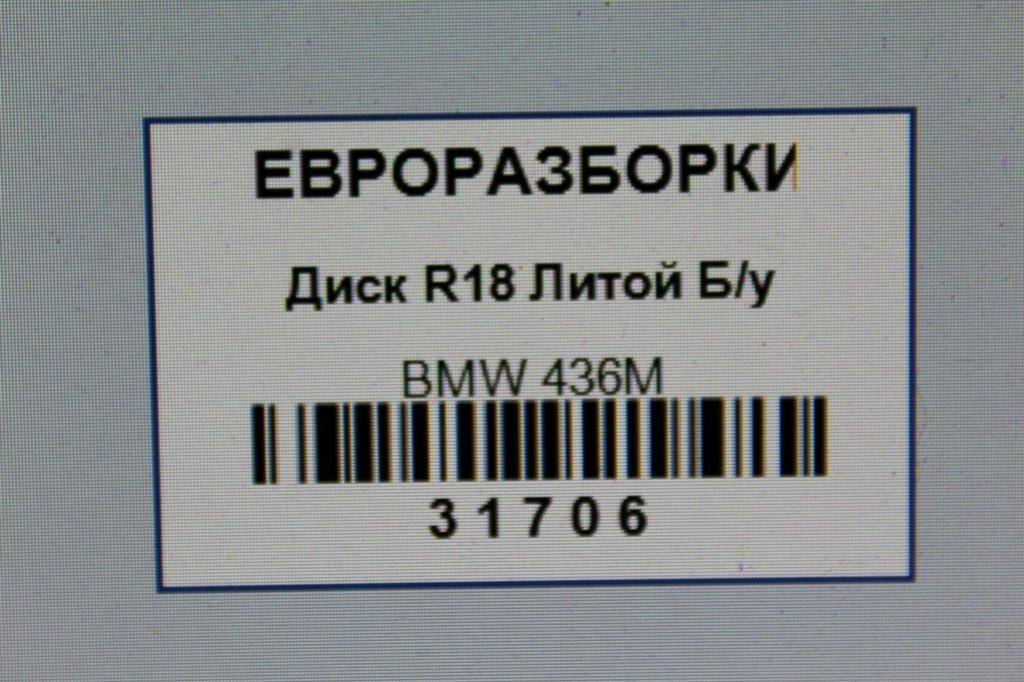 ЕВРОРАЗБОРКИ
Диск R18 Литой Б/у
BMW 436M
31706